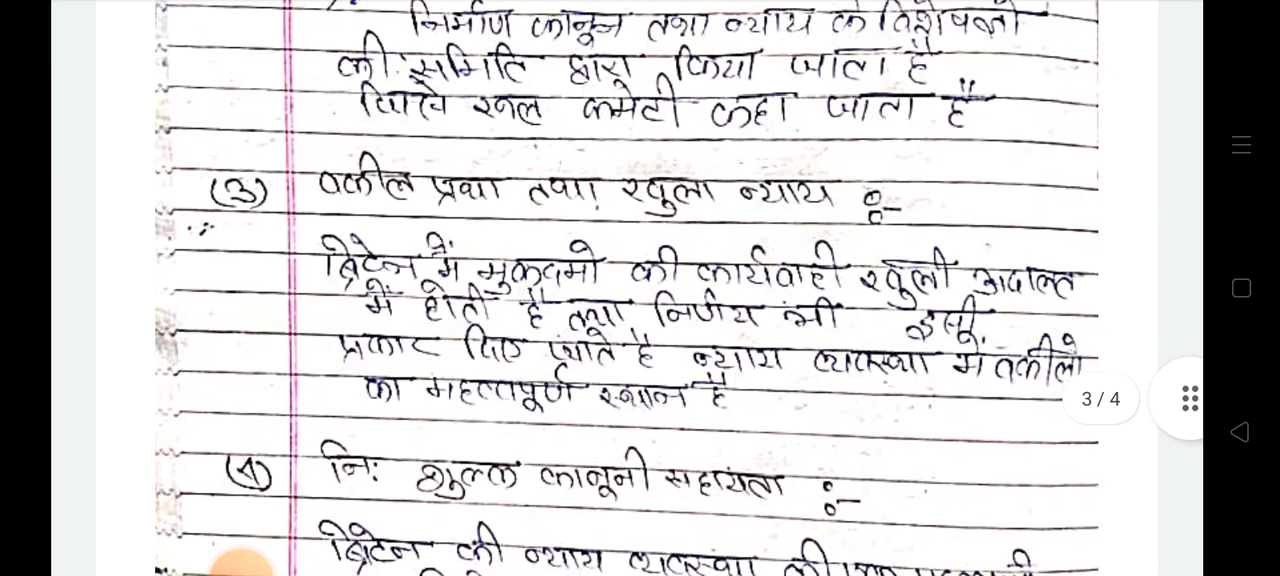 निर्माण कानून तथा न्याय के विशेषज्ञो
की समिति द्वारा किया जाता है
जिसे रूल कमेटी कहा जाता है
(3) वकील प्रथा तथा खुला न्याय :-
ब्रिटेन में मुकदमो की कार्यवाही खुली अदालत
में होती है तथा निर्णय भी इसी
प्रकार दिए जाते है न्याय व्यवस्था में वकीलो
का महत्वपूर्ण स्थान है
3 / 4
(4) नि: शुल्क कानूनी सहायता :-
ब्रिटेन की न्याय व्यवस्था की एक